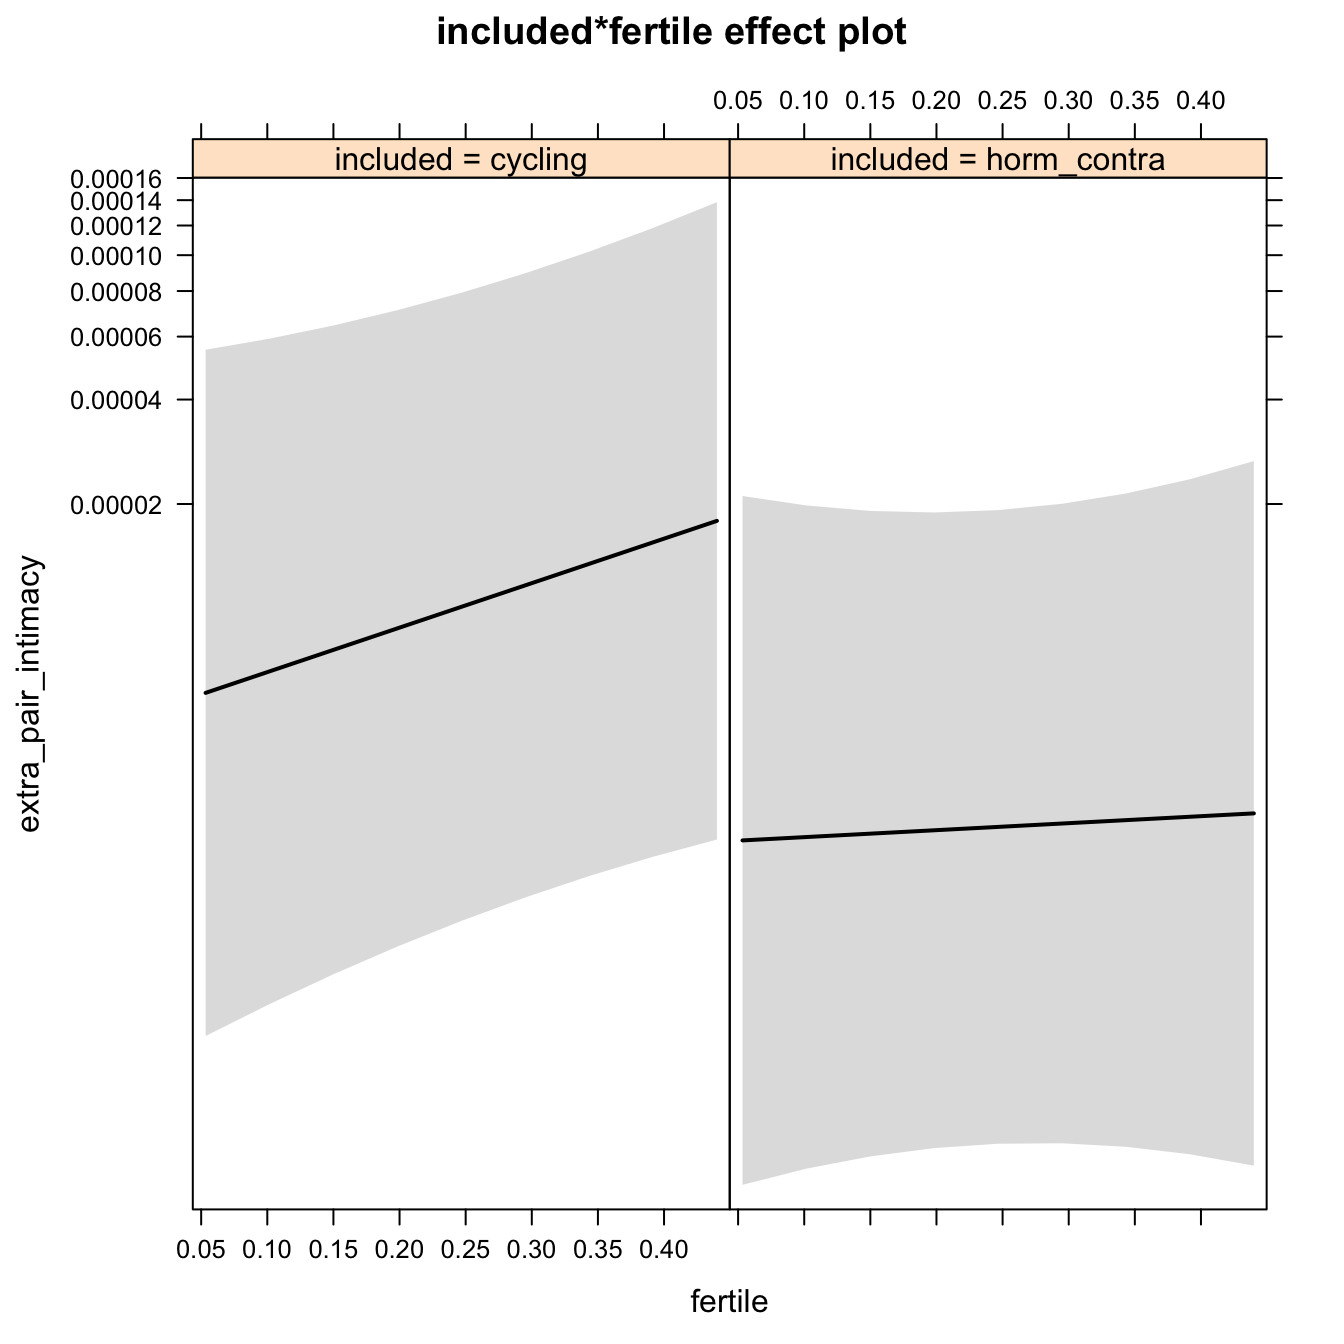 included*fertile effect plot
0.05 0.10 0.15 0.20 0.25 0.30 0.35 0.40
included = cycling
included = horm_contra
0.00016
0.00014
0.00012
0.00010
0.00008
0.00006
0.00004
0.00002
extra_pair_intimacy
0.05 0.10 0.15 0.20 0.25 0.30 0.35 0.40
fertile